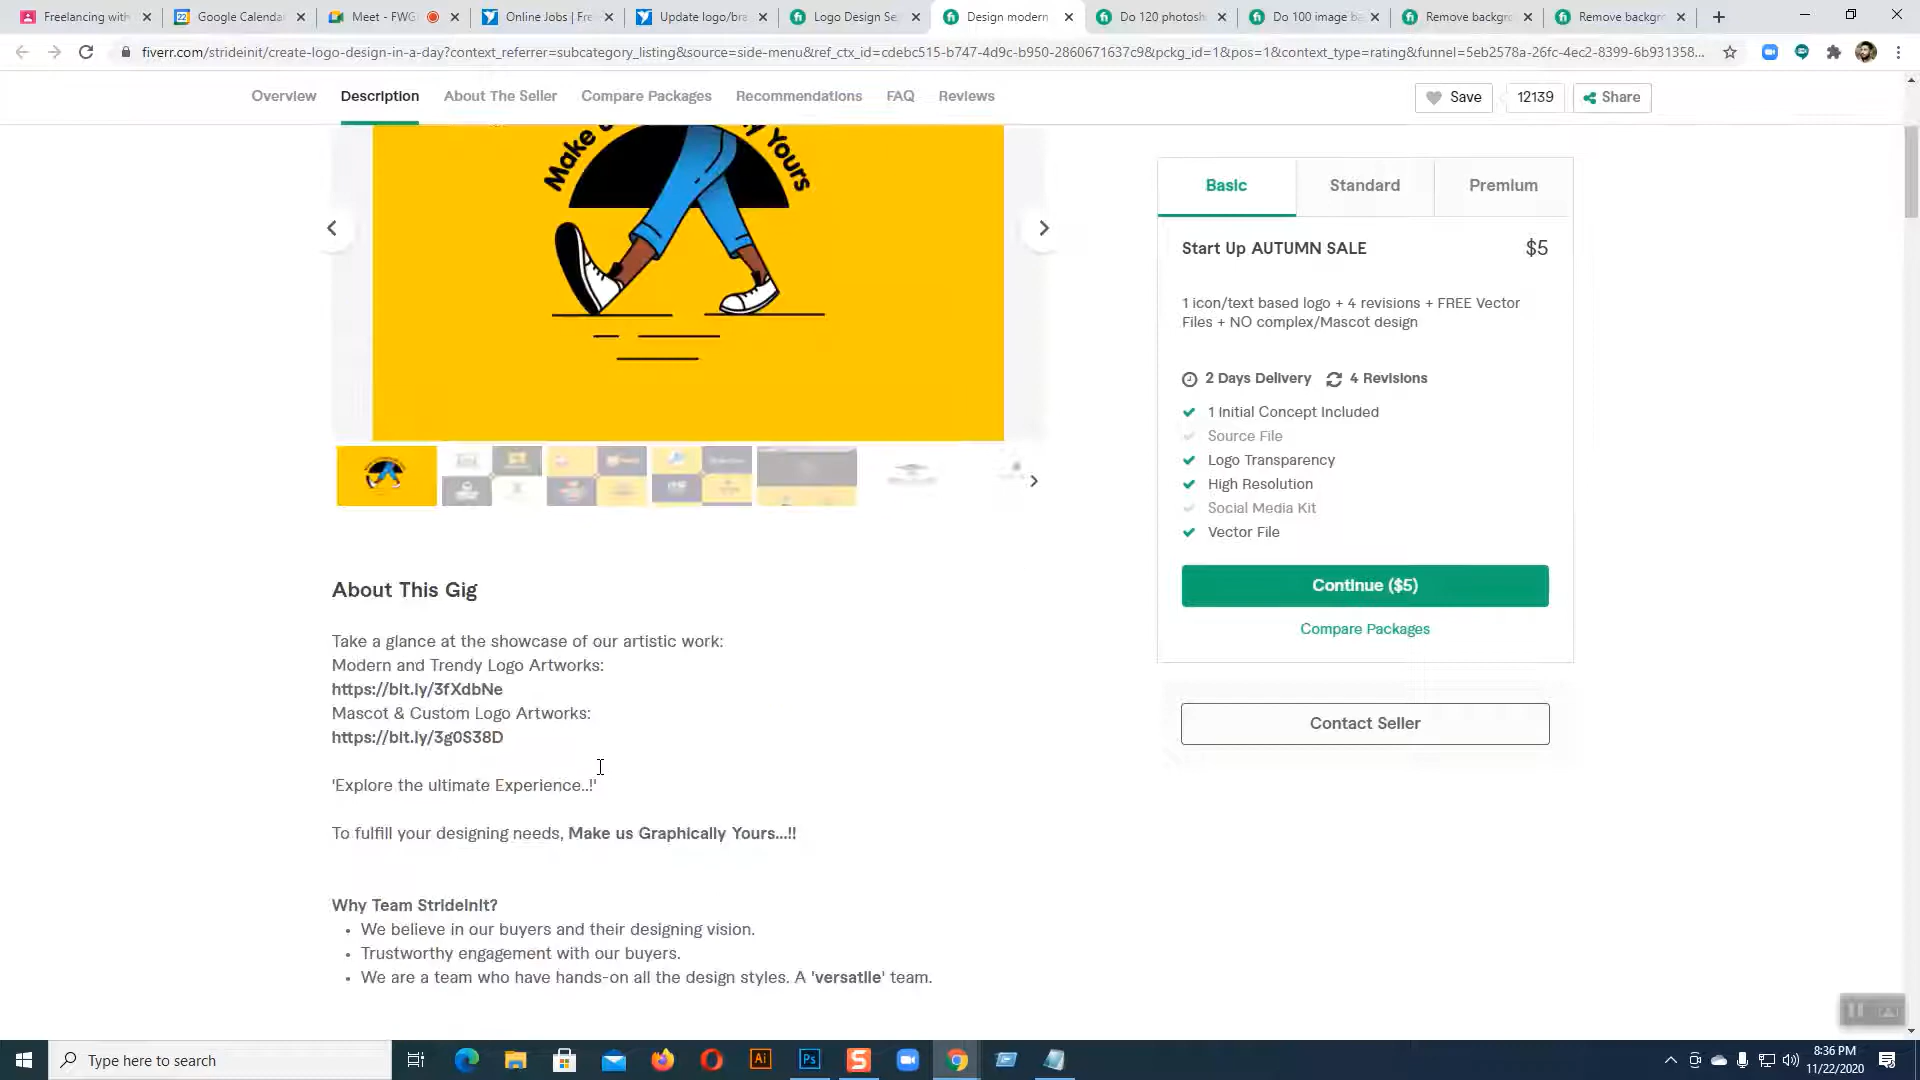 Freelancing with
Google Calendar
Meet - FWG
Online Jobs | Fre
Update logo/bra
Logo Design Se
Design modern
Do 120 photosh
Do 100 image ba
Remove backgro
Remove backgr
fiverr.com/strideinit/create-logo-design-in-a-day?context_referrer=subcategory_listing&source=side-menu&ref_ctx_id=cdebc515-b747-4d9c-b950-2860671637c9&pckg_id=1&pos=1&context_type=rating&funnel=5eb2578a-26fc-4ec2-8399-6b931358...
Overview
Description
About The Seller
Compare Packages
Recommendations
FAQ
Reviews
Save
12139
Share
Make
Yours
Basic
Standard
Premium
Start Up AUTUMN SALE
$5
1 icon/text based logo + 4 revisions + FREE Vector
Files + NO complex/Mascot design
2 Days Delivery
4 Revisions
1 Initial Concept Included
Source File
Logo Transparency
High Resolution
Social Media Kit
Vector File
Continue ($5)
Compare Packages
Contact Seller
About This Gig
Take a glance at the showcase of our artistic work:
Modern and Trendy Logo Artworks:
https://bit.ly/3fXdbNe
Mascot & Custom Logo Artworks:
https://bit.ly/3g0S38D
'Explore the ultimate Experience..!'
To fulfill your designing needs, Make us Graphically Yours...!!
Why Team StrideInit?
• We believe in our buyers and their designing vision.
• Trustworthy engagement with our buyers.
• We are a team who have hands-on all the design styles. A 'versatile' team.
Type here to search
Ai
Ps
S
8:36 PM
11/22/2020